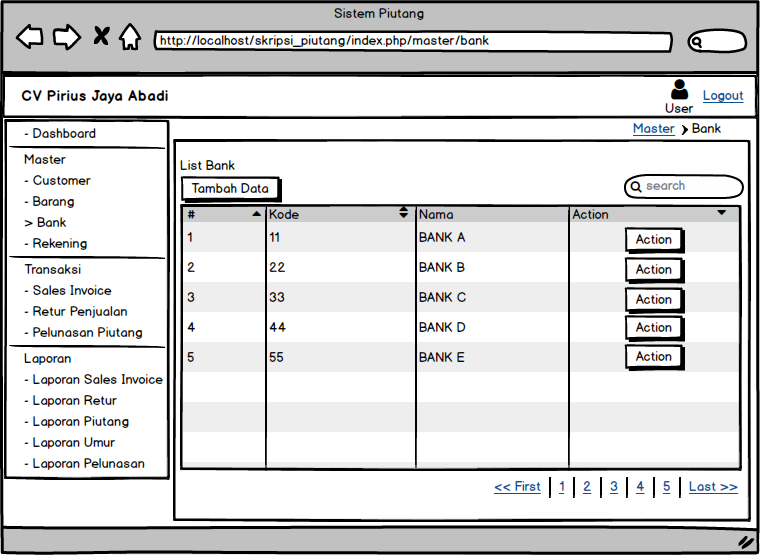 Sistem Piutang
http://localhost/skripsi_piutang/index.php/master/bank
CV Pirius Jaya Abadi
User
Logout
Master ❯ Bank
- Dashboard
Master
- Customer
- Barang
> Bank
- Rekening
Transaksi
- Sales Invoice
- Retur Penjualan
- Pelunasan Piutang
Laporan
- Laporan Sales Invoice
- Laporan Retur
- Laporan Piutang
- Laporan Umur
- Laporan Pelunasan
List Bank
Tambah Data
search
# Kode Nama Action
1 11 BANK A Action
2 22 BANK B Action
3 33 BANK C Action
4 44 BANK D Action
5 55 BANK E Action
<< First | 1 | 2 | 3 | 4 | 5 | Last >>